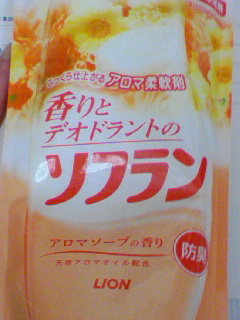 ふっくら仕上がるアロマ柔軟剤
香りと
デオドラントの
ソフラン
アロマソープの香り
天然アロマオイル配合
防臭
LION